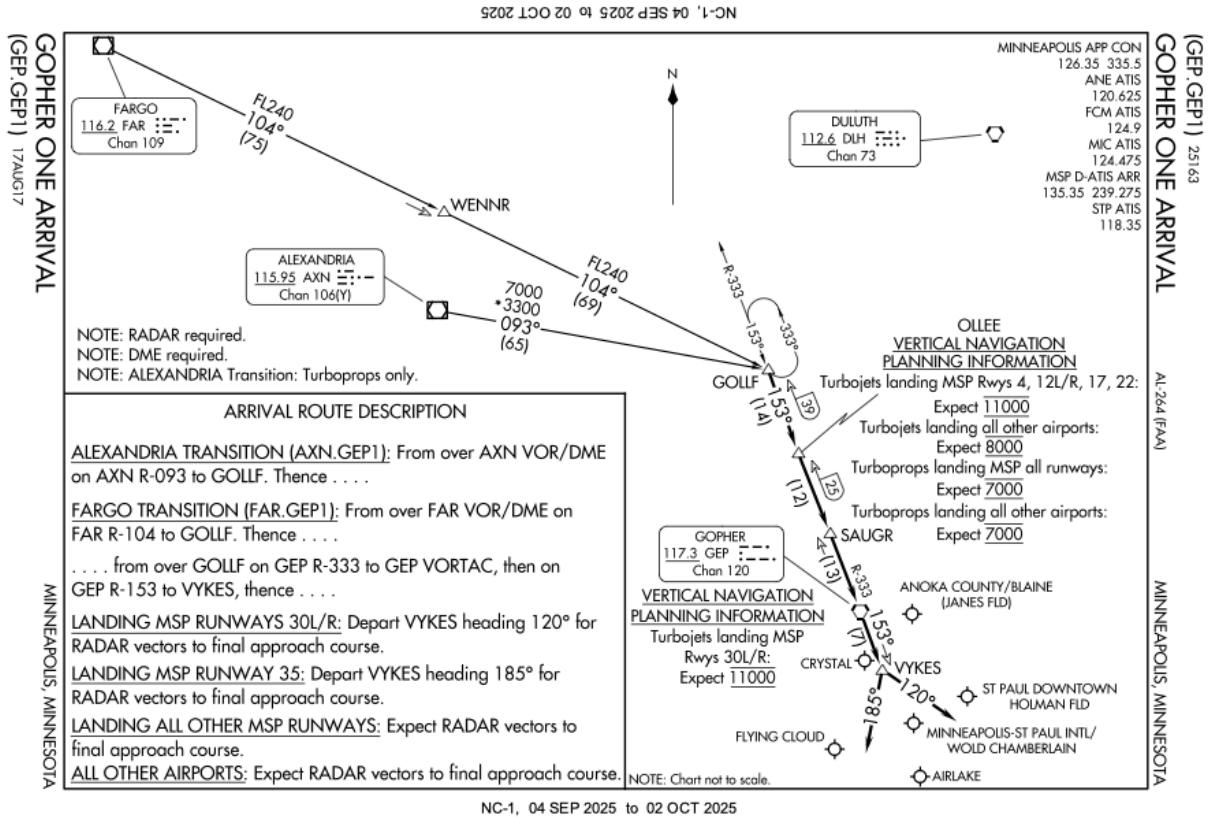 NC-1, 04 SEP 2025 to 02 OCT 2025
(GEP.GEP1) 17AUG17
GOPHER ONE ARRIVAL
MINNEAPOLIS, MINNESOTA
(GEP.GEP1) 25163
GOPHER ONE ARRIVAL
AL-264 (FAA)
MINNEAPOLIS, MINNESOTA
MINNEAPOLIS APP CON
126.35 335.5
ANE ATIS
120.625
FCM ATIS
124.9
MIC ATIS
124.475
MSP D-ATIS ARR
135.35 239.275
STP ATIS
118.35
FARGO
116.2 FAR
Chan 109
FL240
104°
(75)
N
DULUTH
112.6 DLH
Chan 73
WENNR
ALEXANDRIA
115.95 AXN
Chan 106(Y)
FL240
104°
(69)
7000
*3300
093°
(65)
R-333
153°
333°
GOLLF
NOTE: RADAR required.
NOTE: DME required.
NOTE: ALEXANDRIA Transition: Turboprops only.
OLLEE
VERTICAL NAVIGATION
PLANNING INFORMATION
Turbojets landing MSP Rwys 4, 12L/R, 17, 22:
Expect 11000
Turbojets landing all other airports:
Expect 8000
Turboprops landing MSP all runways:
Expect 7000
Turboprops landing all other airports:
Expect 7000
39
153°
(14)
25
(12)
SAUGR
(13)
R-333
GOPHER
117.3 GEP
Chan 120
VERTICAL NAVIGATION
PLANNING INFORMATION
Turbojets landing MSP
Rwys 30L/R:
Expect 11000
153°
(7)
VYKES
120°
185°
ANOKA COUNTY/BLAINE
(JANES FLD)
CRYSTAL
ST PAUL DOWNTOWN
HOLMAN FLD
MINNEAPOLIS-ST PAUL INTL/
WOLD CHAMBERLAIN
FLYING CLOUD
AIRLAKE
NOTE: Chart not to scale.
ARRIVAL ROUTE DESCRIPTION
ALEXANDRIA TRANSITION (AXN.GEP1): From over AXN VOR/DME
on AXN R-093 to GOLLF. Thence . . . .
FARGO TRANSITION (FAR.GEP1): From over FAR VOR/DME on
FAR R-104 to GOLLF. Thence . . . .
. . . . from over GOLLF on GEP R-333 to GEP VORTAC, then on
GEP R-153 to VYKES, thence . . . .
LANDING MSP RUNWAYS 30L/R: Depart VYKES heading 120° for
RADAR vectors to final approach course.
LANDING MSP RUNWAY 35: Depart VYKES heading 185° for
RADAR vectors to final approach course.
LANDING ALL OTHER MSP RUNWAYS: Expect RADAR vectors to
final approach course.
ALL OTHER AIRPORTS: Expect RADAR vectors to final approach course.
NC-1, 04 SEP 2025 to 02 OCT 2025